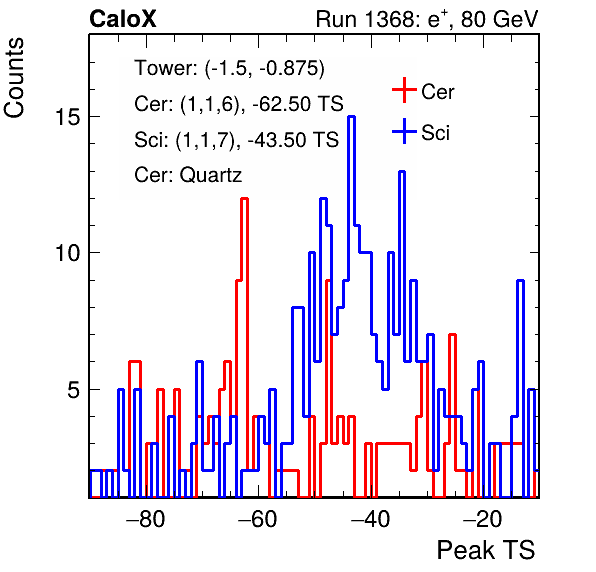 CaloX Run 1368: e+, 80 GeV
Counts
Tower: (-1.5, -0.875)
Cer: (1,1,6), -62.50 TS
Sci: (1,1,7), -43.50 TS
Cer: Quartz
Cer
Sci
15
10
5
−80 −60 −40 −20
Peak TS